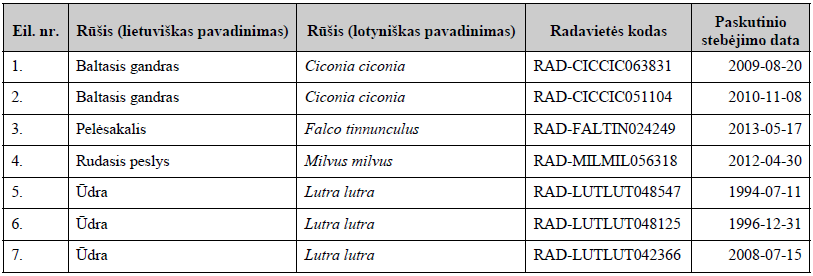 Eil. nr. Rūšis (lietuviškas pavadinimas) Rūšis (lotyniškas pavadinimas) Radavietės kodas Paskutinio stebėjimo data
1. Baltasis gandras Ciconia ciconia RAD-CICCIC063831 2009-08-20
2. Baltasis gandras Ciconia ciconia RAD-CICCIC051104 2010-11-08
3. Pelėsakalis Falco tinnunculus RAD-FALTIN024249 2013-05-17
4. Rudasis peslys Milvus milvus RAD-MILMIL056318 2012-04-30
5. Ūdra Lutra lutra RAD-LUTLUT048547 1994-07-11
6. Ūdra Lutra lutra RAD-LUTLUT048125 1996-12-31
7. Ūdra Lutra lutra RAD-LUTLUT042366 2008-07-15